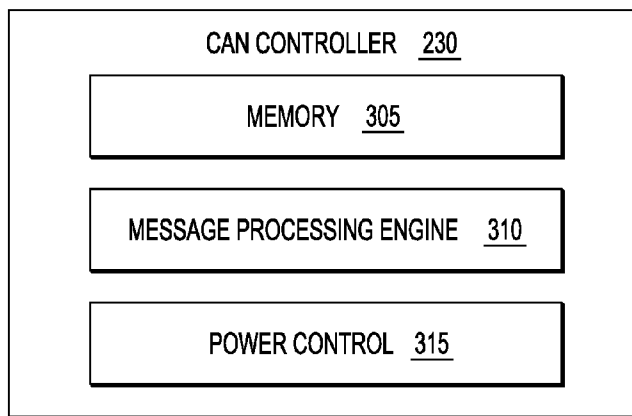 CAN CONTROLLER 230
MEMORY 305
MESSAGE PROCESSING ENGINE 310
POWER CONTROL 315